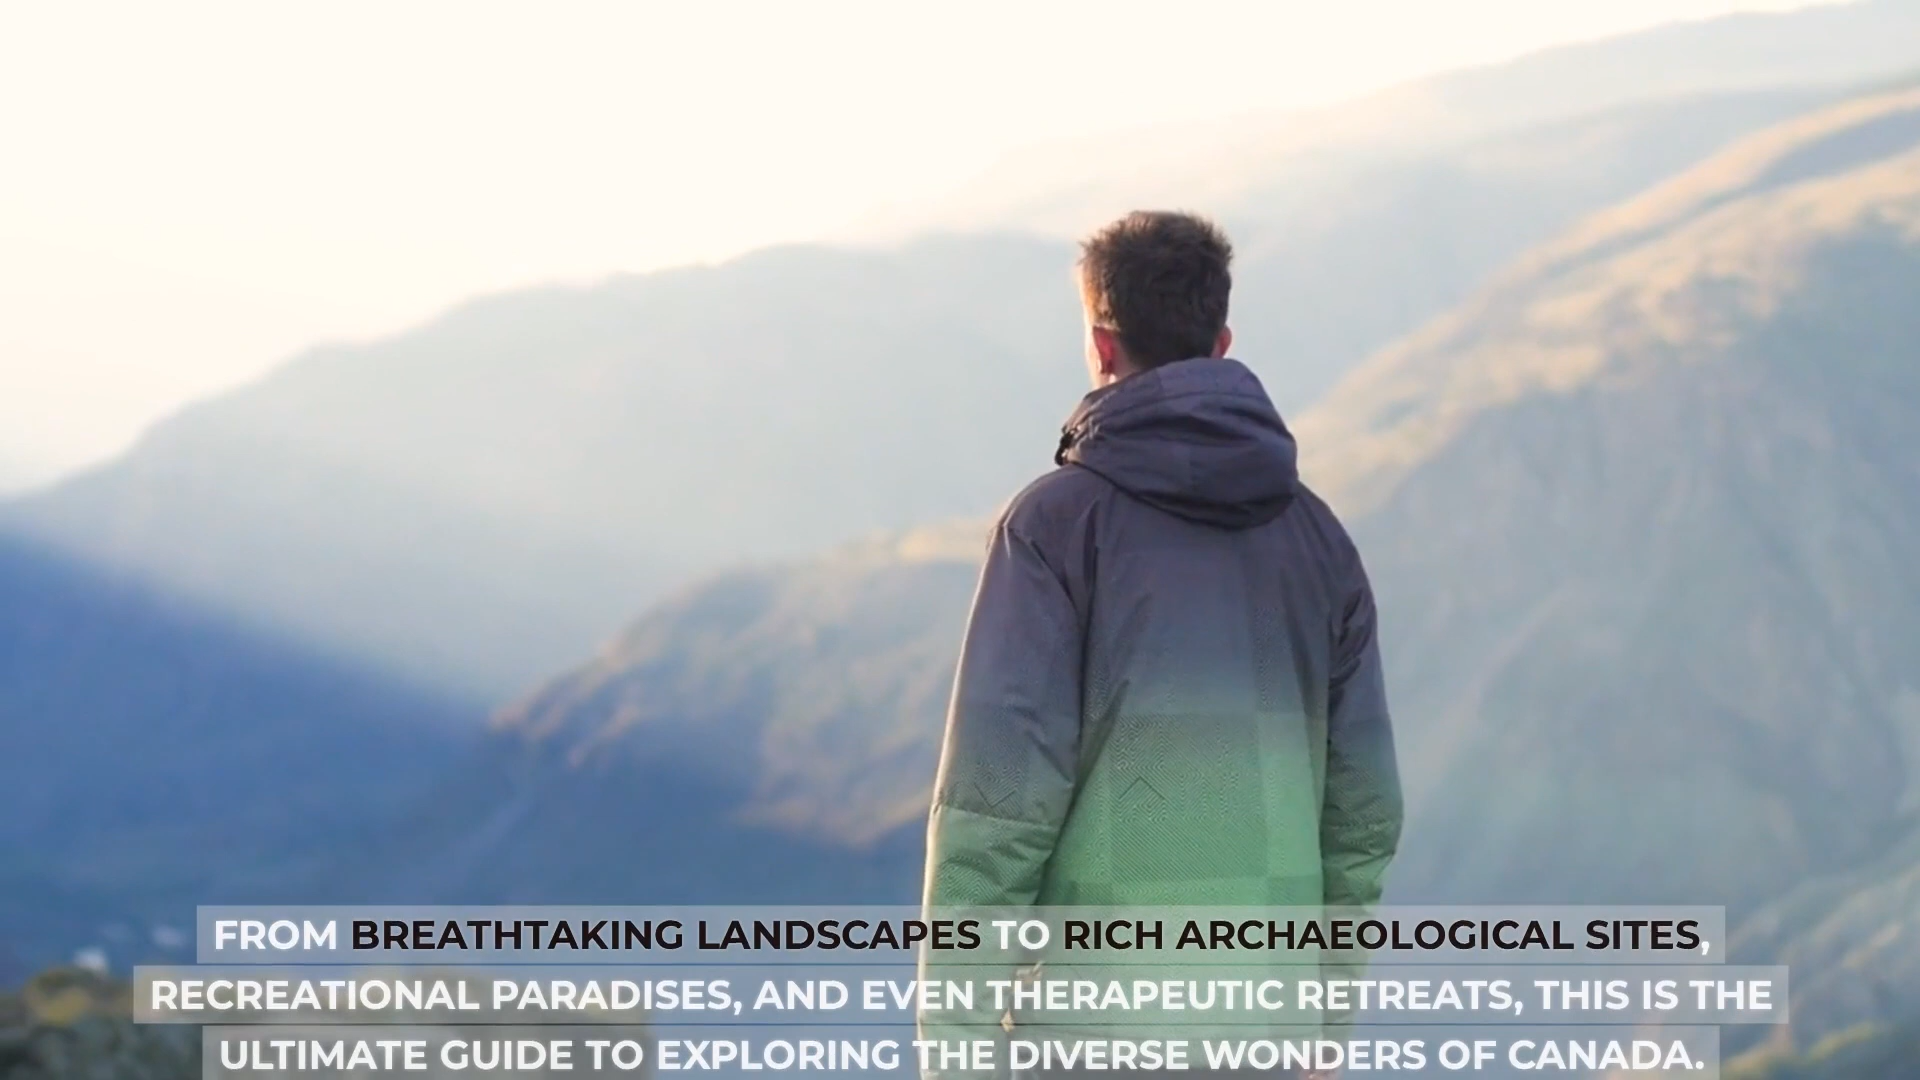 FROM BREATHTAKING LANDSCAPES TO RICH ARCHAEOLOGICAL SITES,
RECREATIONAL PARADISES, AND EVEN THERAPEUTIC RETREATS, THIS IS THE
ULTIMATE GUIDE TO EXPLORING THE DIVERSE WONDERS OF CANADA.